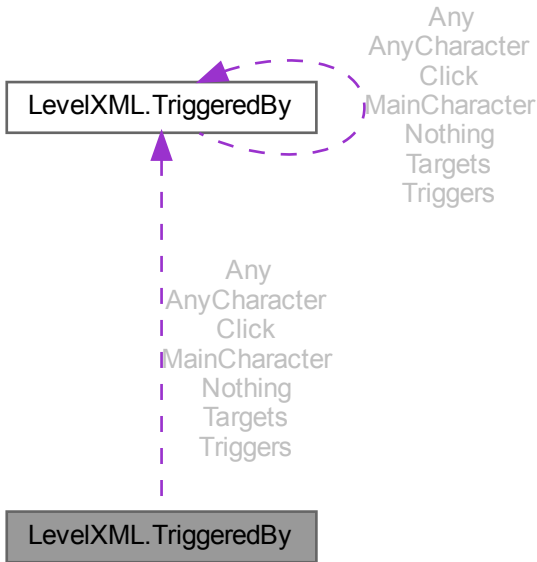 Any
AnyCharacter
Click
MainCharacter
Nothing
Targets
Triggers
LevelXML.TriggeredBy
Any
AnyCharacter
Click
MainCharacter
Nothing
Targets
Triggers
LevelXML.TriggeredBy